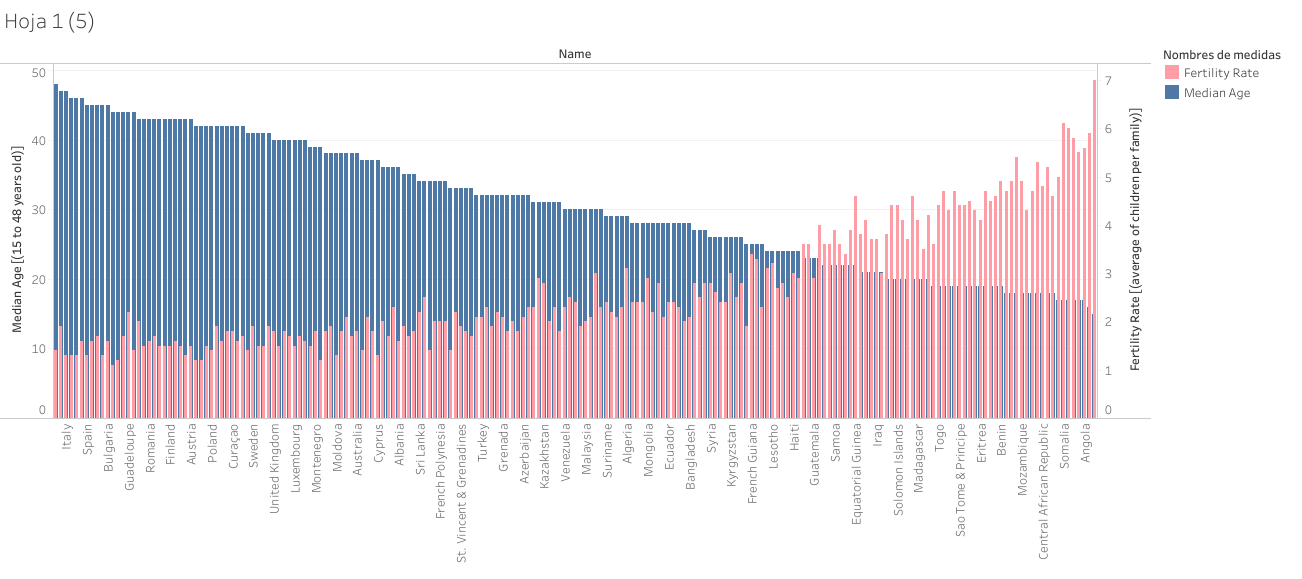 Hoja 1 (5)
Name
Nombres de medidas
Fertility Rate
Median Age
Median Age [(15 to 48 years old)]
50
40
30
20
10
0
7
6
5
4
3
2
1
0
Fertility Rate [(average of children per family)]
Italy
Spain
Bulgaria
Guadeloupe
Romania
Finland
Austria
Poland
Curaçao
Sweden
United Kingdom
Luxembourg
Montenegro
Moldova
Australia
Cyprus
Albania
Sri Lanka
French Polynesia
St. Vincent & Grenadines
Turkey
Grenada
Azerbaijan
Kazakhstan
Venezuela
Malaysia
Suriname
Algeria
Mongolia
Ecuador
Bangladesh
Syria
Kyrgyzstan
French Guiana
Lesotho
Haiti
Guatemala
Samoa
Equatorial Guinea
Iraq
Solomon Islands
Madagascar
Togo
Sao Tome & Principe
Eritrea
Benin
Mozambique
Central African Republic
Somalia
Angola